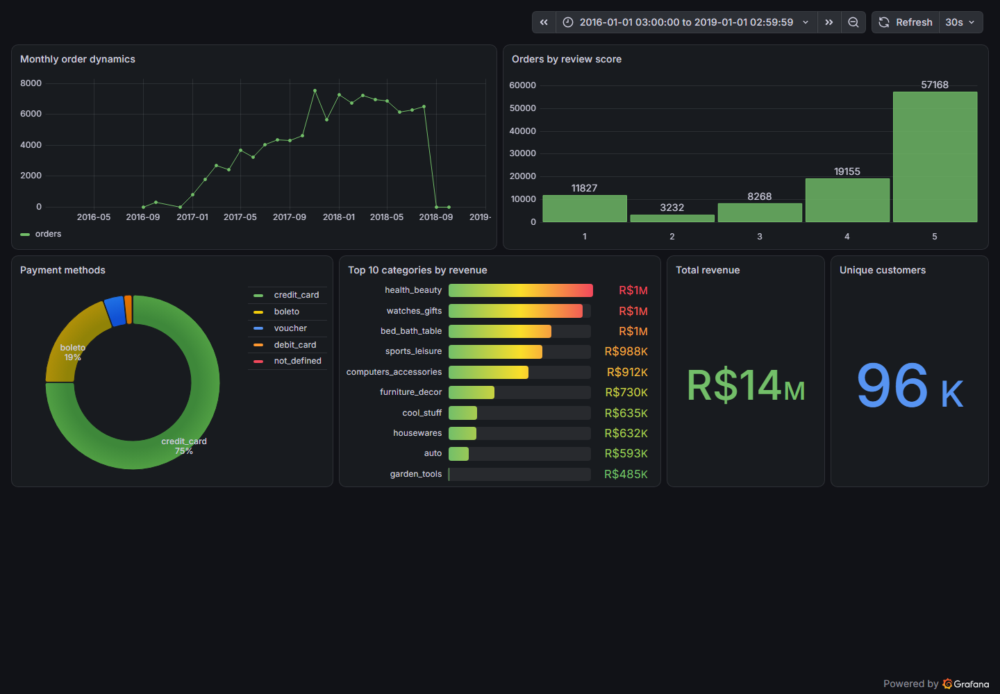 2016-01-01 03:00:00 to 2019-01-01 02:59:59
Refresh
30s
Monthly order dynamics
8000
6000
4000
2000
0
2016-05 2016-09 2017-01 2017-05 2017-09 2018-01 2018-05 2018-09 2019-
orders
Orders by review score
60000
50000
40000
30000
20000
10000
0
11827
3232
8268
19155
57168
1 2 3 4 5
Payment methods
boleto
19%
credit_card
75%
credit_card
boleto
voucher
debit_card
not_defined
Top 10 categories by revenue
health_beauty R$1M
watches_gifts R$1M
bed_bath_table R$1M
sports_leisure R$988K
computers_accessories R$912K
furniture_decor R$730K
cool_stuff R$635K
housewares R$632K
auto R$593K
garden_tools R$485K
Total revenue
R$14M
Unique customers
96 K
Powered by Grafana